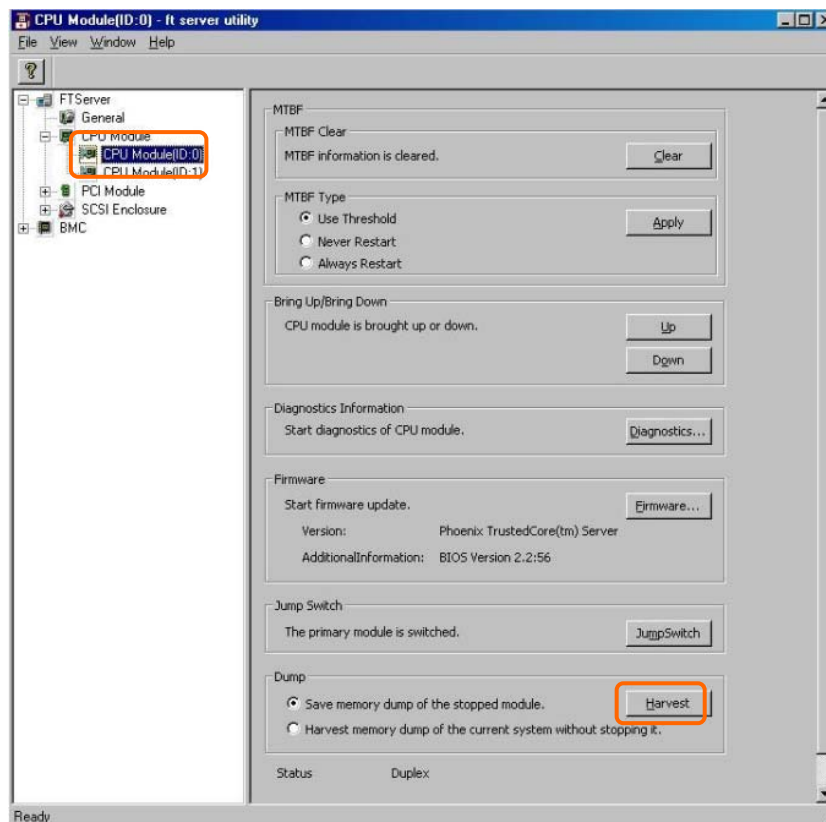 CPU Module(ID:0) - ft server utility
File View Window Help
FTServer
General
CPU Module
CPU Module(ID:0)
CPU Module(ID:1)
PCI Module
SCSI Enclosure
BMC
MTBF
MTBF Clear
MTBF information is cleared.
Clear
MTBF Type
Use Threshold
Apply
Never Restart
Always Restart
Bring Up/Bring Down
CPU module is brought up or down.
Up
Down
Diagnostics Information
Start diagnostics of CPU module.
Diagnostics...
Firmware
Start firmware update.
Firmware...
Version: Phoenix TrustedCore(tm) Server
AdditionalInformation: BIOS Version 2.2:56
Jump Switch
The primary module is switched.
JumpSwitch
Dump
Save memory dump of the stopped module.
Harvest
Harvest memory dump of the current system without stopping it.
Status Duplex
Ready